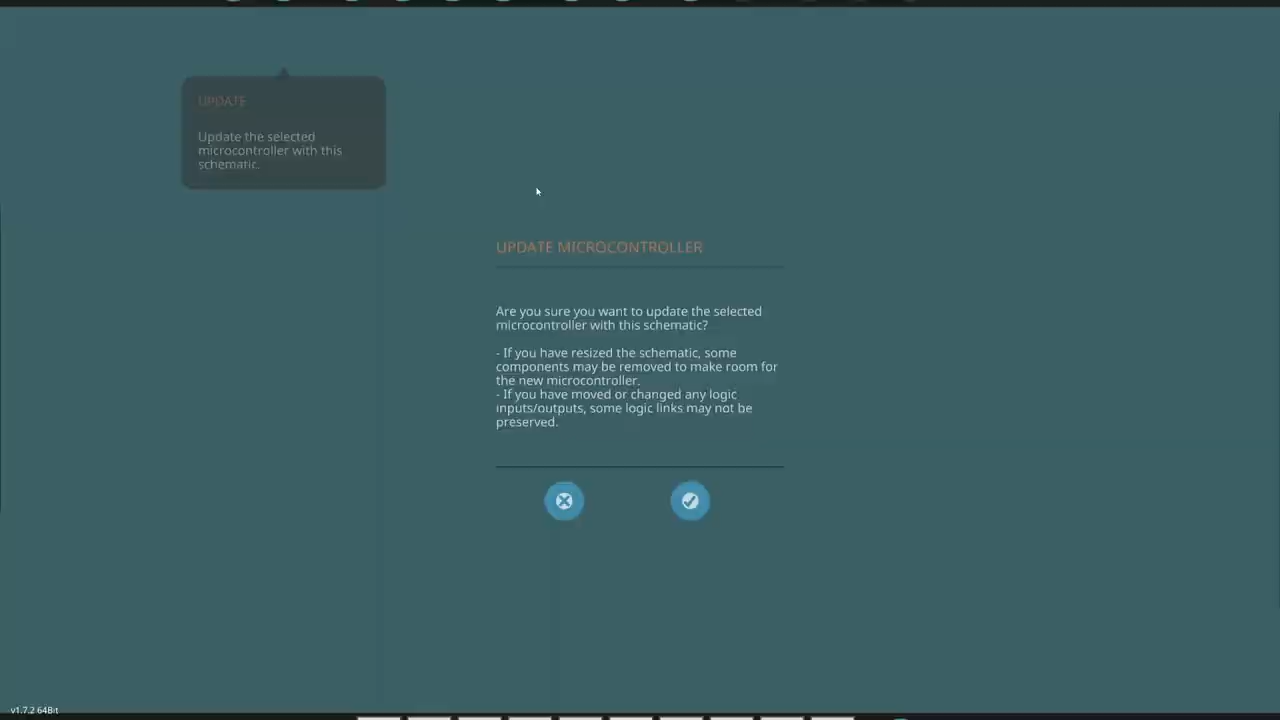 UPDATE
Update the selected
microcontroller with this
schematic.
UPDATE MICROCONTROLLER
Are you sure you want to update the selected
microcontroller with this schematic?
- If you have resized the schematic, some
components may be removed to make room for
the new microcontroller.
- If you have moved or changed any logic
inputs/outputs, some logic links may not be
preserved.
v1.7.2 64Bit